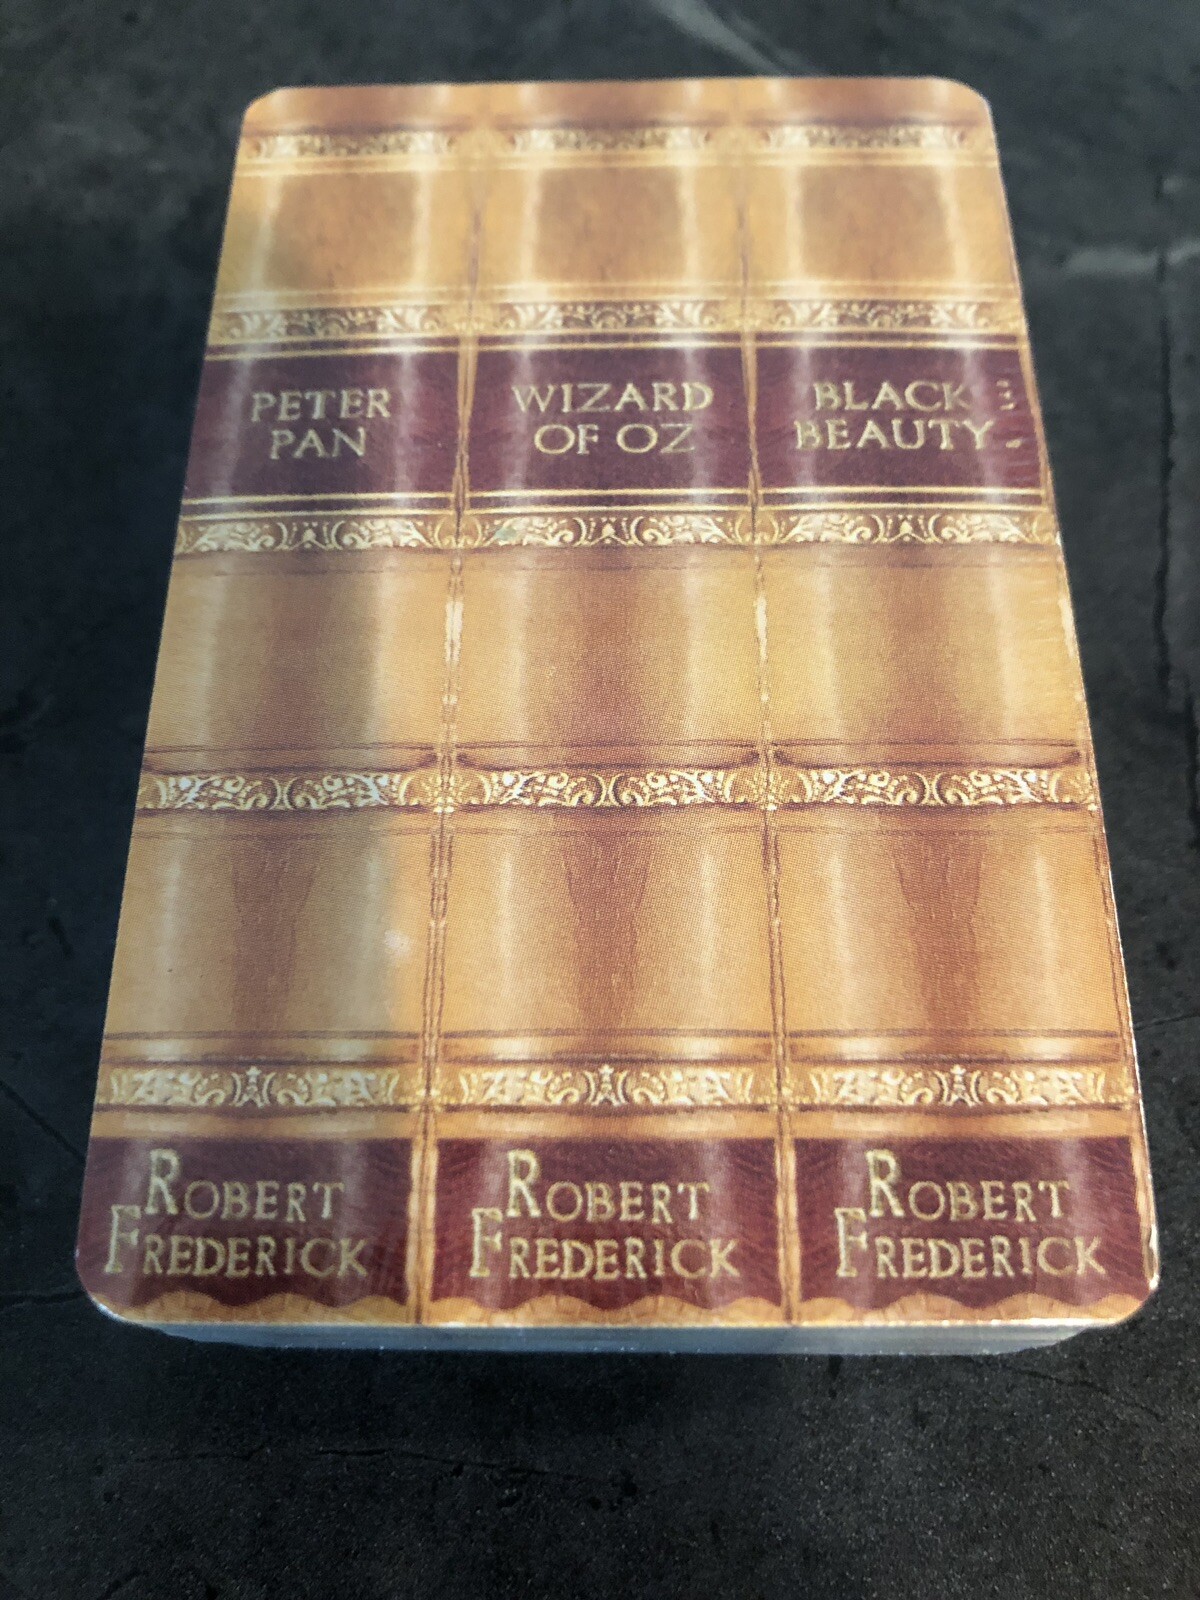 PETER
PAN
WIZARD
OF OZ
BLACK
BEAUTY
ROBERT
FREDERICK
ROBERT
FREDERICK
ROBERT
FREDERICK